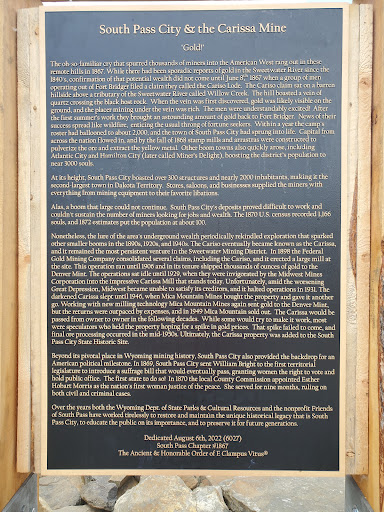 South Pass City & the Carissa Mine
'Gold!'
The oh-so-familiar cry that spurred thousands of miners into the American West rang out in these
remote hills in 1867. While there had been sporadic reports of gold in the Sweetwater River since the
1840's, confirmation of that potential wealth did not come until June 8th, 1867 when a group of men
operating out of Fort Bridger filed a claim they called the Cariso Lode. The Cariso claim sat on a barren
hillside above a tributary of the Sweetwater River called Willow Creek. The hill boasted a vein of
quartz crossing the black host rock. When the vein was first discovered, gold was likely visible on the
ground, and the placer mining under the vein was rich. The men were understandably excited! After
the first summer's work they brought an astounding amount of gold back to Fort Bridger. News of their
success spread like wildfire, enticing the usual throng of fortune seekers. Within a year the camp's
roster had ballooned to about 2,000, and the town of South Pass City had sprung into life. Capital from
across the nation flowed in, and by the fall of 1868 stamp mills and arrastras were constructed to
pulverize the ore and extract the yellow metal. Other boom towns also quickly arose, including
Atlantic City and Hamilton City (later called Miner's Delight), boosting the district's population to
near 3000 souls.
At its height, South Pass City boasted over 300 structures and nearly 2000 inhabitants, making it the
second-largest town in Dakota Territory. Stores, saloons, and businesses supplied the miners with
everything from mining equipment to their favorite libations.
Alas, a boom that large could not continue. South Pass City's deposits proved difficult to work and
couldn't sustain the number of miners looking for jobs and wealth. The 1870 U.S. census recorded 1,166
souls, and 1872 estimates put the population at about 100.
Nonetheless, the lure of the area's underground wealth periodically rekindled exploration that sparked
other smaller booms in the 1890s, 1920s, and 1940s. The Cariso eventually became known as the Carissa,
and it remained the most persistent venture in the Sweetwater Mining District. In 1898 the Federal
Gold Mining Company consolidated several claims, including the Cariso, and it erected a large mill at
the site. This operation ran until 1906 and in its tenure shipped thousands of ounces of gold to the
Denver Mint. The operations sat idle until 1929, when they were invigorated by the Midwest Mines
Corporation into the impressive Carissa Mill that stands today. Unfortunately, amid the worsening
Great Depression, Midwest became unable to satisfy its creditors, and it halted operations in 1931. The
darkened Carissa slept until 1946, when Mica Mountain Mines bought the property and gave it another
go. Working with new milling technology Mica Mountain Mines again sent gold to the Denver Mint,
but the returns were outpaced by expenses, and in 1949 Mica Mountain sold out. The Carissa would be
passed from owner to owner in the following decades. While some would try to make it work, most
were speculators who held the property hoping for a spike in gold prices. That spike failed to come, and
final ore processing occurred in the mid-1950s. Ultimately, the Carissa property was added to the South
Pass City State Historic Site.
Beyond its pivotal place in Wyoming mining history, South Pass City also provided the backdrop for an
American political milestone. In 1869, South Pass City sent William Bright to the first territorial
legislature to introduce a suffrage bill that would eventually pass, granting women the right to vote and
hold public office. The first state to do so! In 1870 the local County Commission appointed Esther
Hobart Morris as the nation's first woman justice of the peace. She served for nine months, ruling on
both civil and criminal cases.
Over the years both the Wyoming Dept. of State Parks & Cultural Resources and the nonprofit Friends
of South Pass have worked tirelessly to restore and maintain the unique historical legacy that is South
Pass City, to educate the public on its importance, and to preserve it for future generations.
Dedicated August 6th, 2022 (6027)
South Pass Chapter #1867
The Ancient & Honorable Order of E Clampus Vitus®